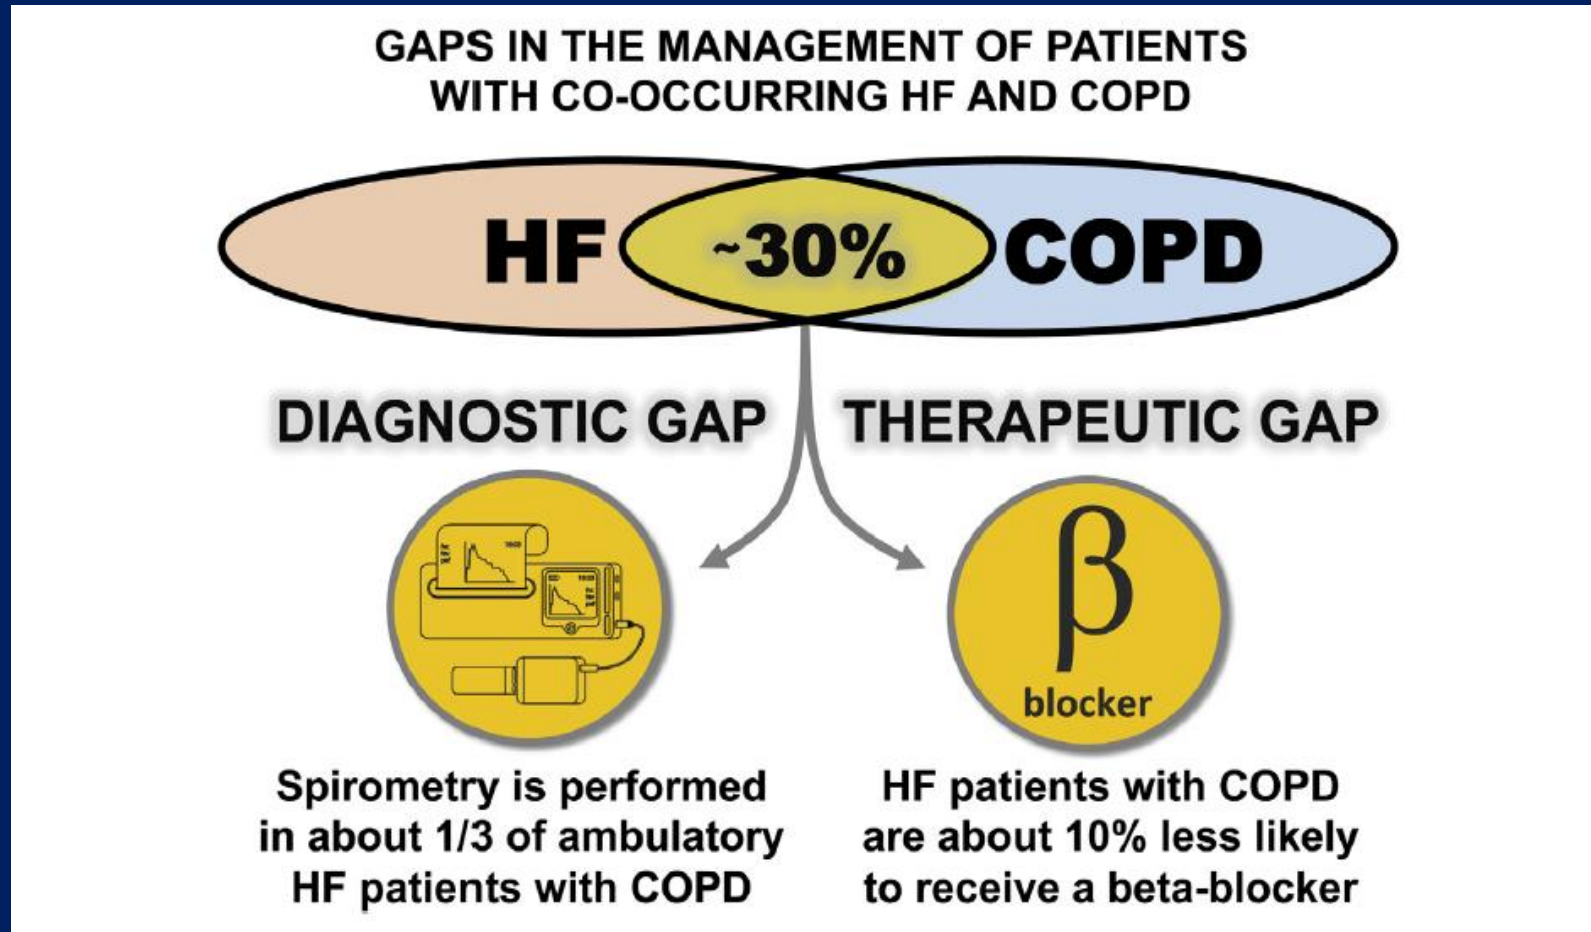 GAPS IN THE MANAGEMENT OF PATIENTS
WITH CO-OCCURRING HF AND COPD
HF ~30% COPD
DIAGNOSTIC GAP
THERAPEUTIC GAP
β
blocker
Spirometry is performed
in about 1/3 of ambulatory
HF patients with COPD
HF patients with COPD
are about 10% less likely
to receive a beta-blocker